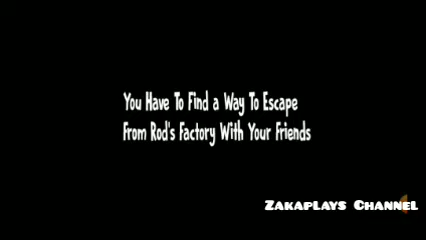 You Have To Find a Way To Escape
From Rod's Factory With Your Friends
Zakaplays Channel